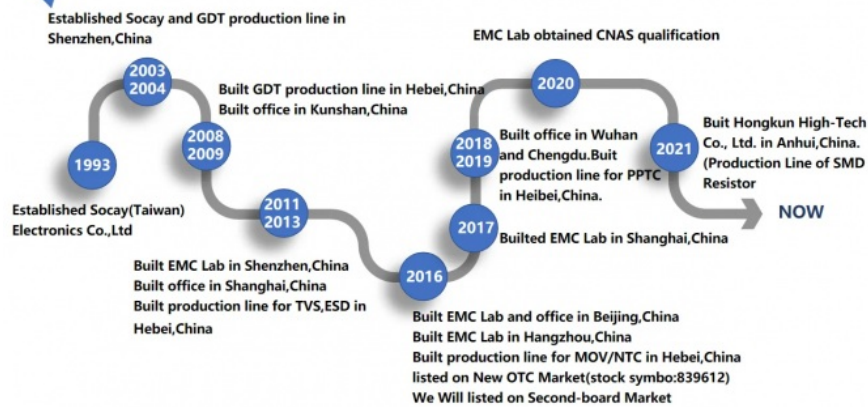 Established Socay and GDT production line in
Shenzhen,China
2003
2004
1993
Established Socay(Taiwan)
Electronics Co.,Ltd
Built GDT production line in Hebei,China
Built office in Kunshan,China
2008
2009
2011
2013
Built EMC Lab in Shenzhen,China
Built office in Shanghai,China
Built production line for TVS,ESD in
Hebei,China
2016
Built EMC Lab and office in Beijing,China
Built EMC Lab in Hangzhou,China
Built production line for MOV/NTC in Hebei,China
listed on New OTC Market(stock symbo:839612)
We Will listed on Second-board Market
2017
Builted EMC Lab in Shanghai,China
2018
2019
Built office in Wuhan
and Chengdu.Buit
production line for PPTC
in Heibei,China.
EMC Lab obtained CNAS qualification
2020
2021
Buit Hongkun High-Tech
Co., Ltd. in Anhui,China.
(Production Line of SMD
Resistor
NOW